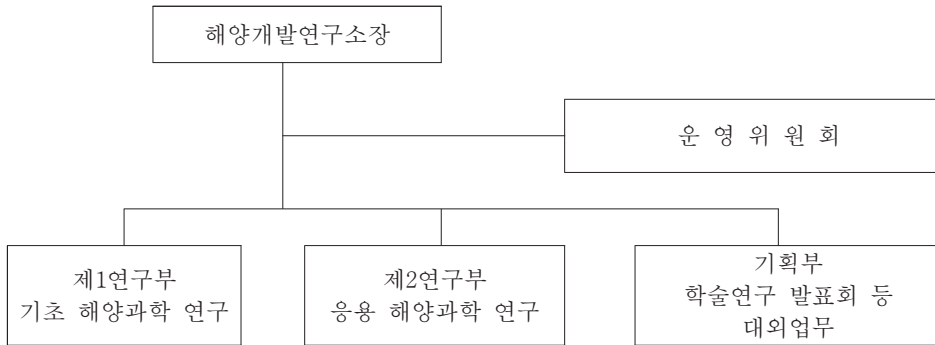 해양개발연구소장
운 영 위 원 회
제1연구부
기초 해양과학 연구
제2연구부
응용 해양과학 연구
기획부
학술연구 발표회 등
대외업무